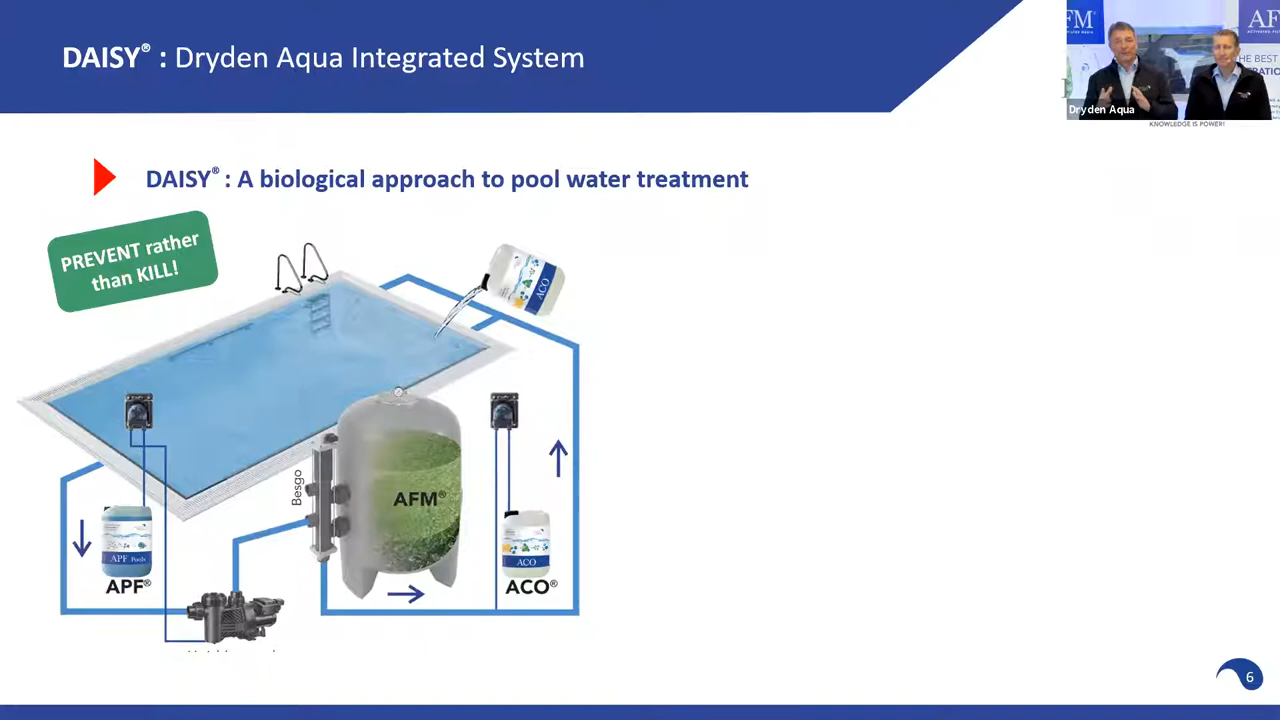 DAISY® : Dryden Aqua Integrated System
FM®
AF
THE BEST
Dryden Aqua
KNOWLEDGE IS POWER!
DAISY® : A biological approach to pool water treatment
PREVENT rather
than KILL!
ACO
Besgo
AFM®
APF Pools
APF®
ACO
ACO®
6